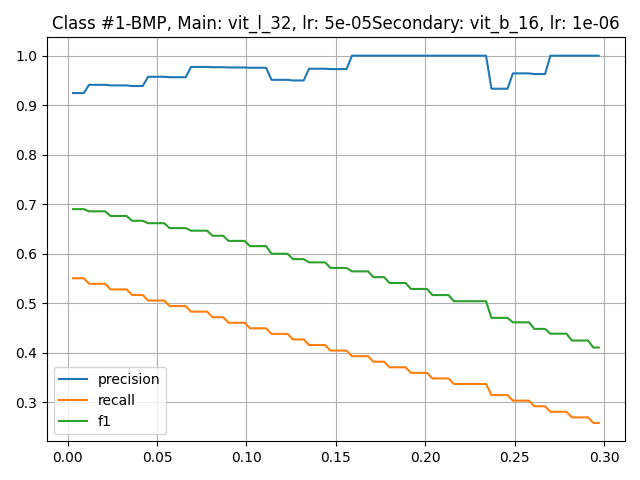 Class #1-BMP, Main: vit_l_32, lr: 5e-05Secondary: vit_b_16, lr: 1e-06
1.0
0.9
0.8
0.7
0.6
0.5
0.4
0.3
precision
recall
f1
0.00 0.05 0.10 0.15 0.20 0.25 0.30